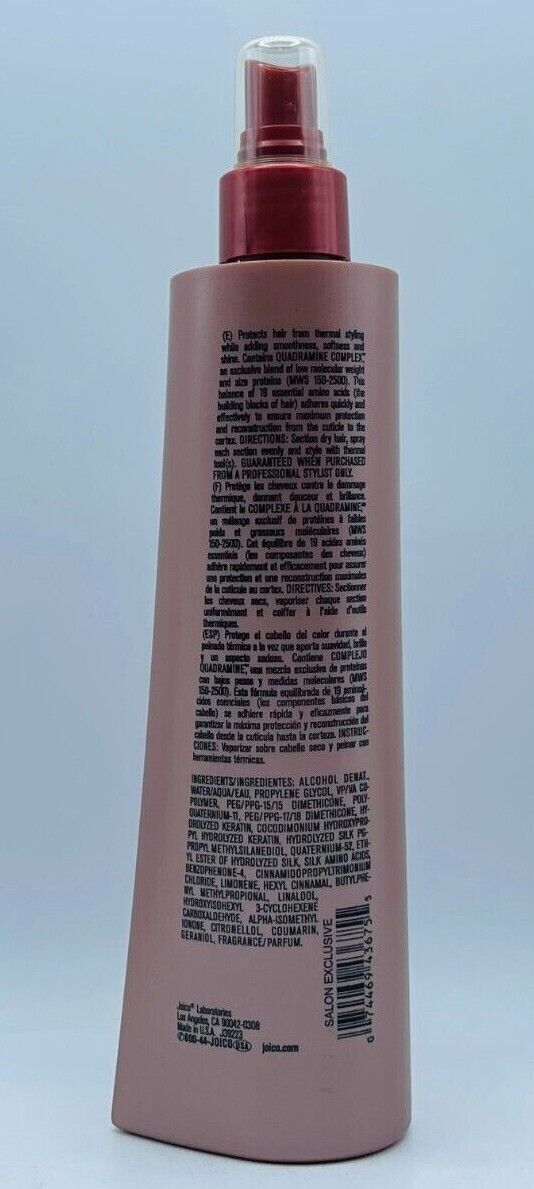 (E) Protects hair from thermal styling
while adding smoothness, softness and
shine. Contains QUADRAMINE COMPLEX,™
an exclusive blend of low molecular weight
and size proteins (MWS 150-2500). This
balance of 19 essential amino acids (the
building blocks of hair) adheres quickly and
effectively to ensure maximum protection
and reconstruction from the cuticle to the
cortex. DIRECTIONS: Section dry hair, spray
each section evenly and style with thermal
tool(s). GUARANTEED WHEN PURCHASED
FROM A PROFESSIONAL STYLIST ONLY.
(F) Protège les cheveux contre le dommage
thermique, donnant douceur et brillance.
Contient le COMPLEXE À LA QUADRAMINE,
un mélange exclusif de protéines à faibles
poids et grosseurs moléculaires (MWS
150-2500). Cet équilibre de 19 acides aminés
essentiels (les composantes des cheveux)
adhère rapidement et efficacement pour assurer
une protection et une reconstruction maximales
de la cuticule au cortex. DIRECTIVES: Sectionner
les cheveux secs, vaporiser chaque section
uniformément et coiffer à l'aide d'outils
thermiques.
(ESP) Protege el cabello del calor durante el
peinado térmico a la vez que aporta suavidad, brillo
y un aspecto sedoso. Contiene COMPLEJO
QUADRAMINE,™ una mezcla exclusiva de proteínas
con bajos pesos y medidas moleculares (MWS
150-2500). Esta fórmula equilibrada de 19 aminoá-
cidos esenciales (los componentes básicos del
cabello) se adhiere rápida y eficazmente para
garantizar la máxima protección y reconstrucción del
cabello desde la cutícula hasta la corteza. INSTRUC-
CIONES: Vaporizar sobre cabello seco y peinar con
herramientas térmicas.
INGREDIENTS/INGREDIENTES: ALCOHOL DENAT.,
WATER/AQUA/EAU, PROPYLENE GLYCOL, VP/VA CO-
POLYMER, PEG/PPG-15/15 DIMETHICONE, POLY-
QUATERNIUM-11, PEG/PPG-17/18 DIMETHICONE, HY-
DROLYZED KERATIN, COCODIMONIUM HYDROXYPRO-
PYL HYDROLYZED KERATIN, HYDROLYZED SILK PG-
PROPYL METHYLSILANEDIOL, QUATERNIUM-52, ETH-
YL ESTER OF HYDROLYZED SILK, SILK AMINO ACIDS,
BENZOPHENONE-4, CINNAMIDOPROPYLTRIMONIUM
CHLORIDE, LIMONENE, HEXYL CINNAMAL, BUTYLPHE-
NYL METHYLPROPIONAL, LINALOOL,
HYDROXYISOHEXYL 3-CYCLOHEXENE
CARBOXALDEHYDE, ALPHA-ISOMETHYL
IONONE, CITRONELLOL, COUMARIN,
GERANIOL, FRAGRANCE/PARFUM.
SALON EXCLUSIVE
0 74469 43675 5
Joico® Laboratories
Los Angeles, CA 90042-0308
Made in U.S.A. J39223
✆800-44-JOICO (USA) joico.com